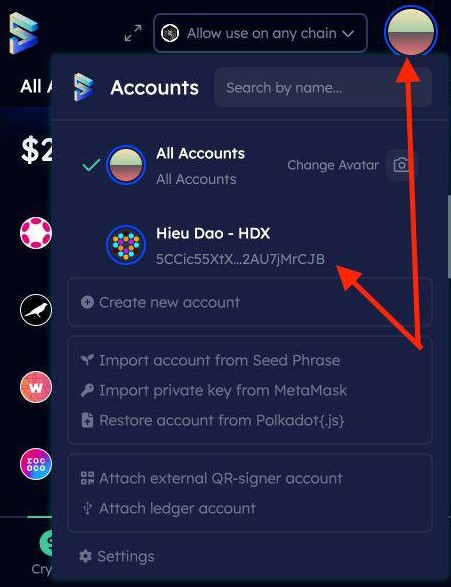 Allow use on any chain
All A
Accounts
Search by name...
$2
All Accounts
All Accounts
Change Avatar
Hieu Dao - HDX
5CCic55XtX...2AU7jMrCJB
Create new account
Import account from Seed Phrase
Import private key from MetaMask
W
Restore account from Polkadot{.js}
ROC
OCO
Attach external QR-signer account
Attach ledger account
Settings
Cry